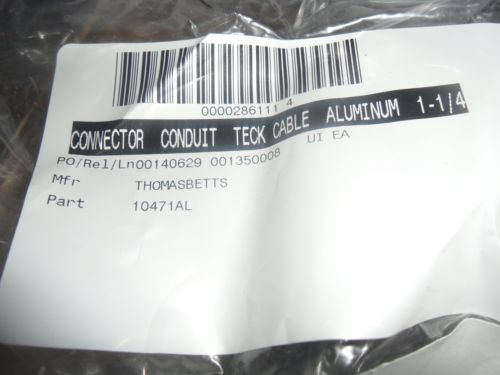 0000286111 4
CONNECTOR CONDUIT TECK CABLE ALUMINUM 1-1/4
PO/Rel/Ln00140629 001350008 UI EA
Mfr THOMASBETTS
Part 10471AL